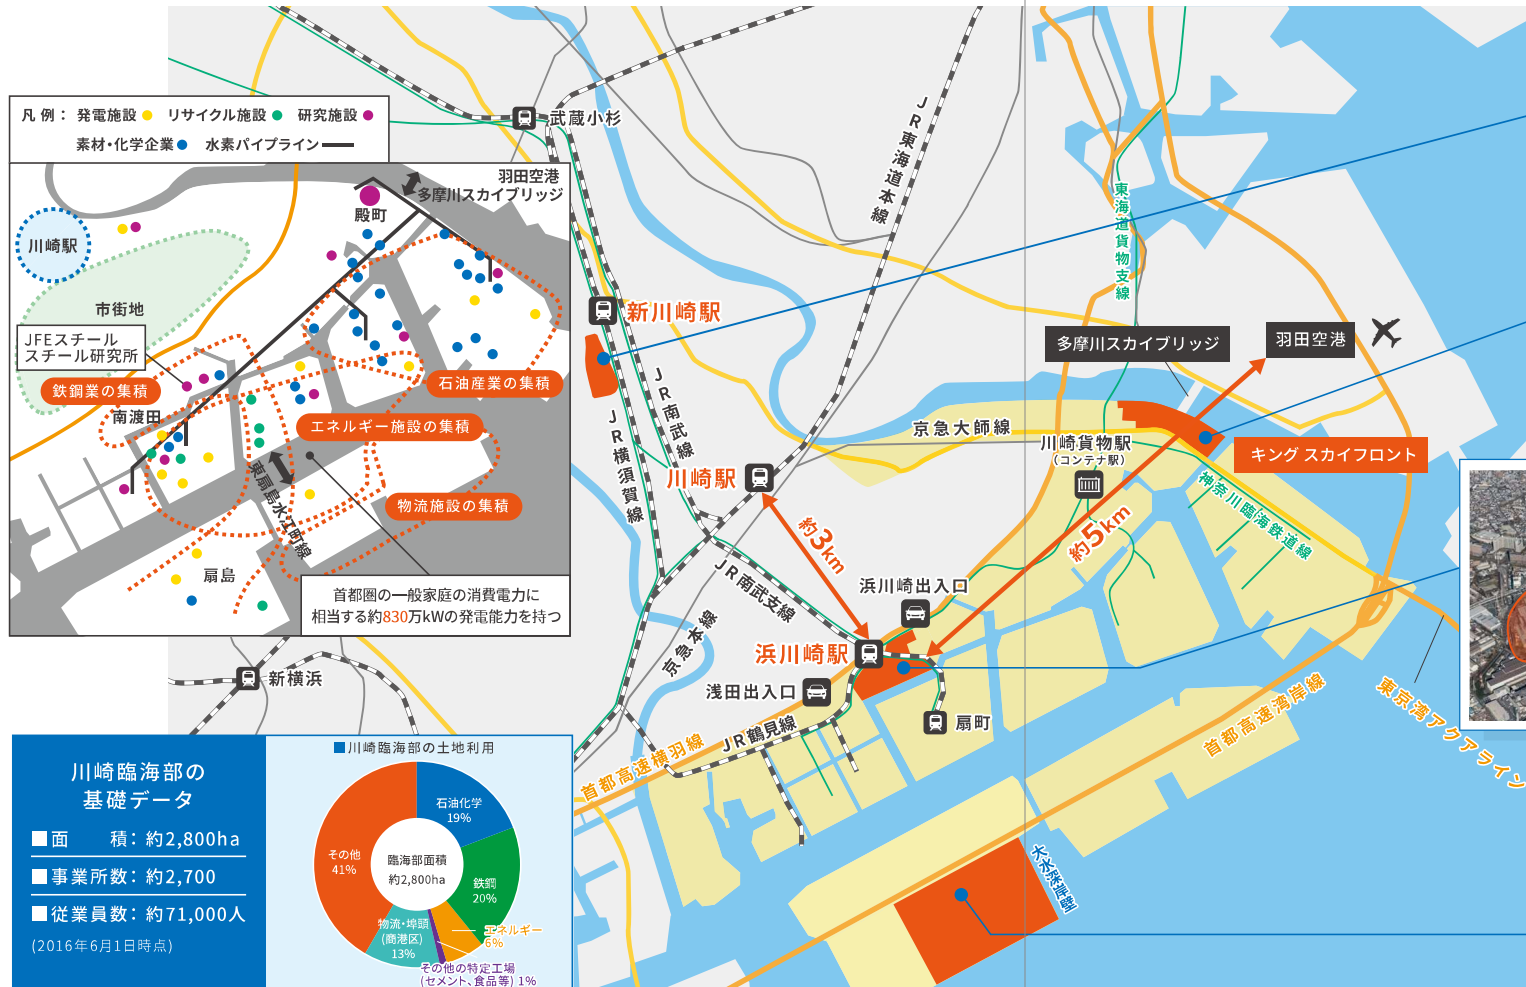 凡 例： 発電施設 リサイクル施設 研究施設
素材・化学企業 水素パイプライン
羽田空港
多摩川スカイブリッジ
殿町
川崎駅
市街地
JFEスチール
スチール研究所
鉄鋼業の集積
南渡田
石油産業の集積
エネルギー施設の集積
東扇島水江町線
物流施設の集積
扇島
首都圏の一般家庭の消費電力に
相当する約830万kWの発電能力を持つ
武蔵小杉
新川崎駅
JR東海道本線
東海道貨物支線
JR南武線
JR横須賀線
川崎駅
京急大師線
川崎貨物駅
(コンテナ駅)
多摩川スカイブリッジ
羽田空港
キング スカイフロント
神奈川臨海鉄道線
約3km
約5km
JR南武支線
浜川崎出入口
京急本線
浜川崎駅
浅田出入口
扇町
JR鶴見線
首都高速横羽線
首都高速湾岸線
東京湾アクアライン
大水深岸壁
新横浜
川崎臨海部の
基礎データ
■面 積：約2,800ha
■事業所数：約2,700
■従業員数：約71,000人
(2016年6月1日時点)
■川崎臨海部の土地利用
石油化学
19%
鉄鋼
20%
エネルギー
6%
その他の特定工場
(セメント、食品等) 1%
物流・埠頭
(商港区)
13%
その他
41%
臨海部面積
約2,800ha